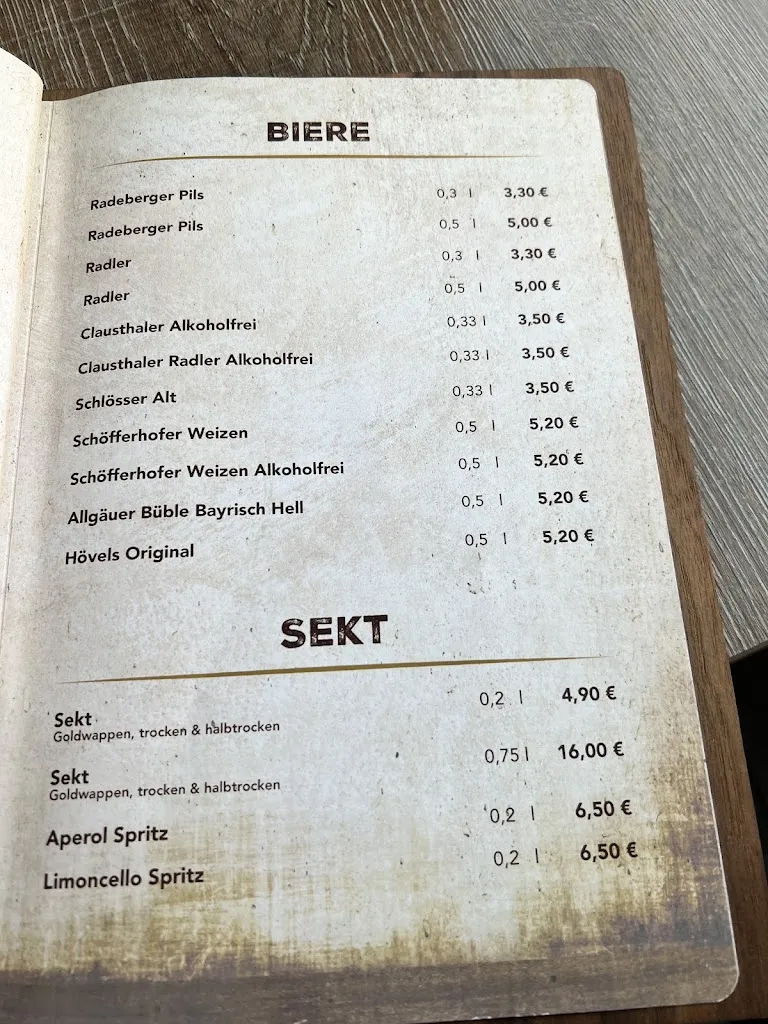 BIERE
Radeberger Pils 0,3 l 3,30 €
Radeberger Pils 0,5 l 5,00 €
Radler 0,3 l 3,30 €
Radler 0,5 l 5,00 €
Clausthaler Alkoholfrei 0,33 l 3,50 €
Clausthaler Radler Alkoholfrei 0,33 l 3,50 €
Schlösser Alt 0,33 l 3,50 €
Schöfferhofer Weizen 0,5 l 5,20 €
Schöfferhofer Weizen Alkoholfrei 0,5 l 5,20 €
Allgäuer Büble Bayrisch Hell 0,5 l 5,20 €
Hövels Original 0,5 l 5,20 €
SEKT
Sekt 0,2 l 4,90 €
Goldwappen, trocken & halbtrocken
Sekt 0,75 l 16,00 €
Goldwappen, trocken & halbtrocken
Aperol Spritz 0,2 l 6,50 €
Limoncello Spritz 0,2 l 6,50 €